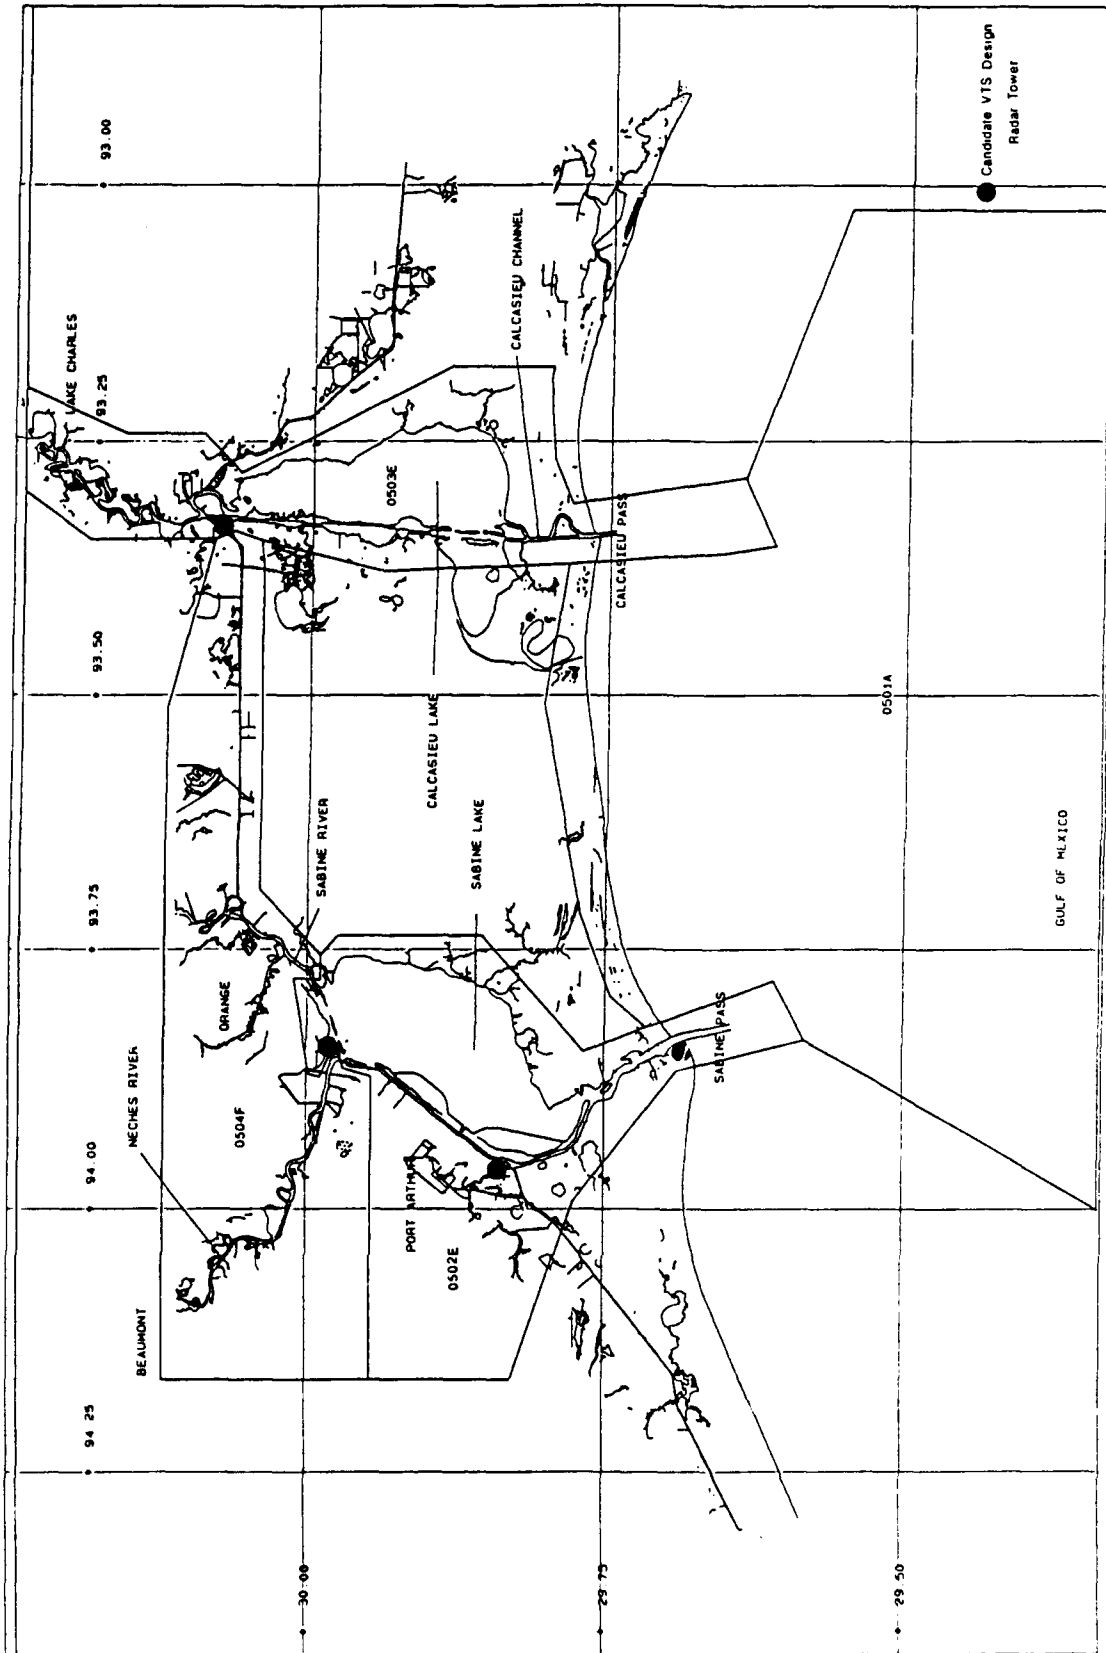 LAKE CHARLES
93.00
93.25
93.50
93.75
94.00
94 25
NECHES RIVER
BEAUMONT
ORANGE
0504F
SABINE RIVER
PORT ARTHUR
0502E
SABINE LAKE
CALCASIEU LAKE
0503E
CALCASIEU CHANNEL
CALCASIEU PASS
SABINE PASS
0501A
GULF OF MEXICO
30.00
29.75
29.50
Candidate VTS Design
Radar Tower